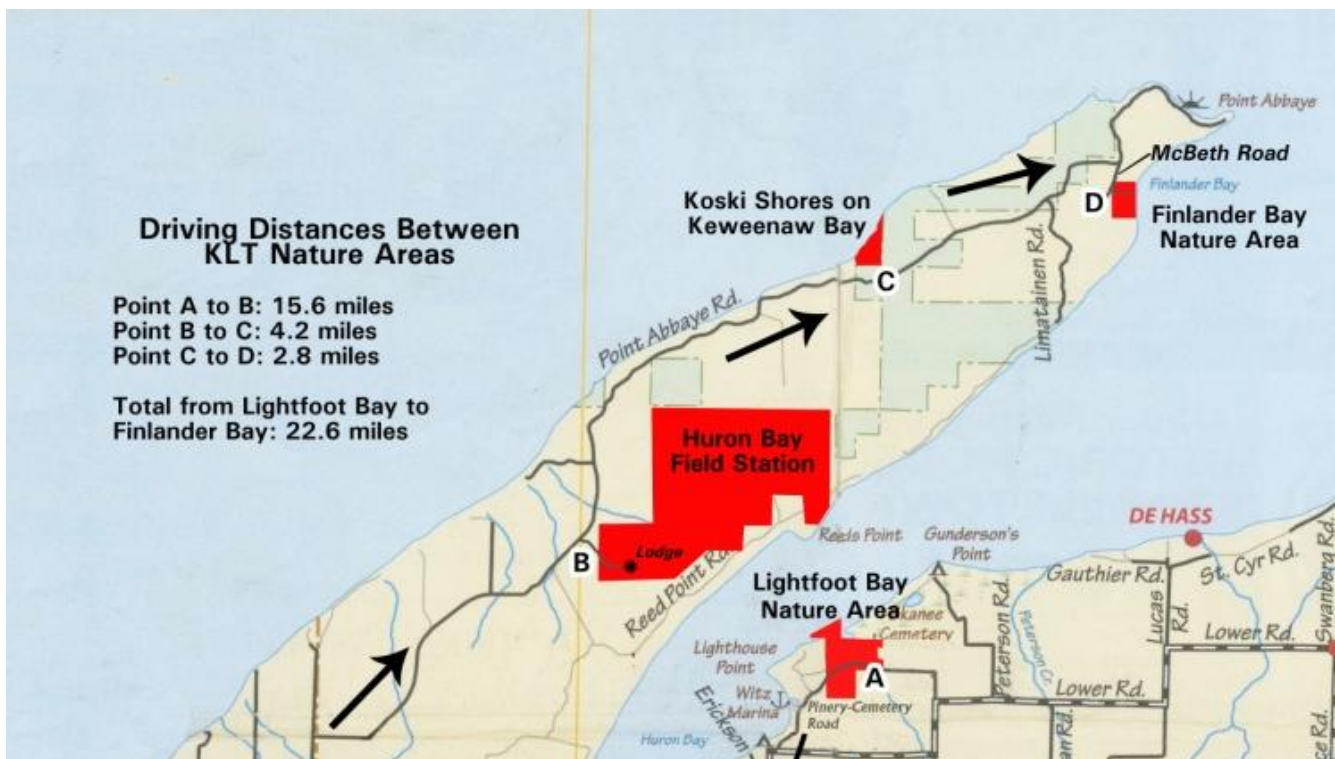 Driving Distances Between
KLT Nature Areas
Point A to B: 15.6 miles
Point B to C: 4.2 miles
Point C to D: 2.8 miles
Total from Lightfoot Bay to
Finlander Bay: 22.6 miles
Point Abbaye
McBeth Road
Finlander Bay
D
Finlander Bay
Nature Area
Koski Shores on
Keweenaw Bay
C
Limatainen Rd.
Point Abbaye Rd.
Huron Bay
Field Station
B
Lodge
Reed Point Rd.
Reeds Point
Gunderson's
Point
DE HASS
Gauthier Rd.
St. Cyr Rd.
Lucas
Rd.
Swanberg Rd.
Lower Rd.
Peterson Rd.
Peterson Cr.
Lower Rd.
Lightfoot Bay
Nature Area
Cemetery
A
Lighthouse
Point
Witz
Marina
Pinery-Cemetery
Road
Erickson
Huron Bay